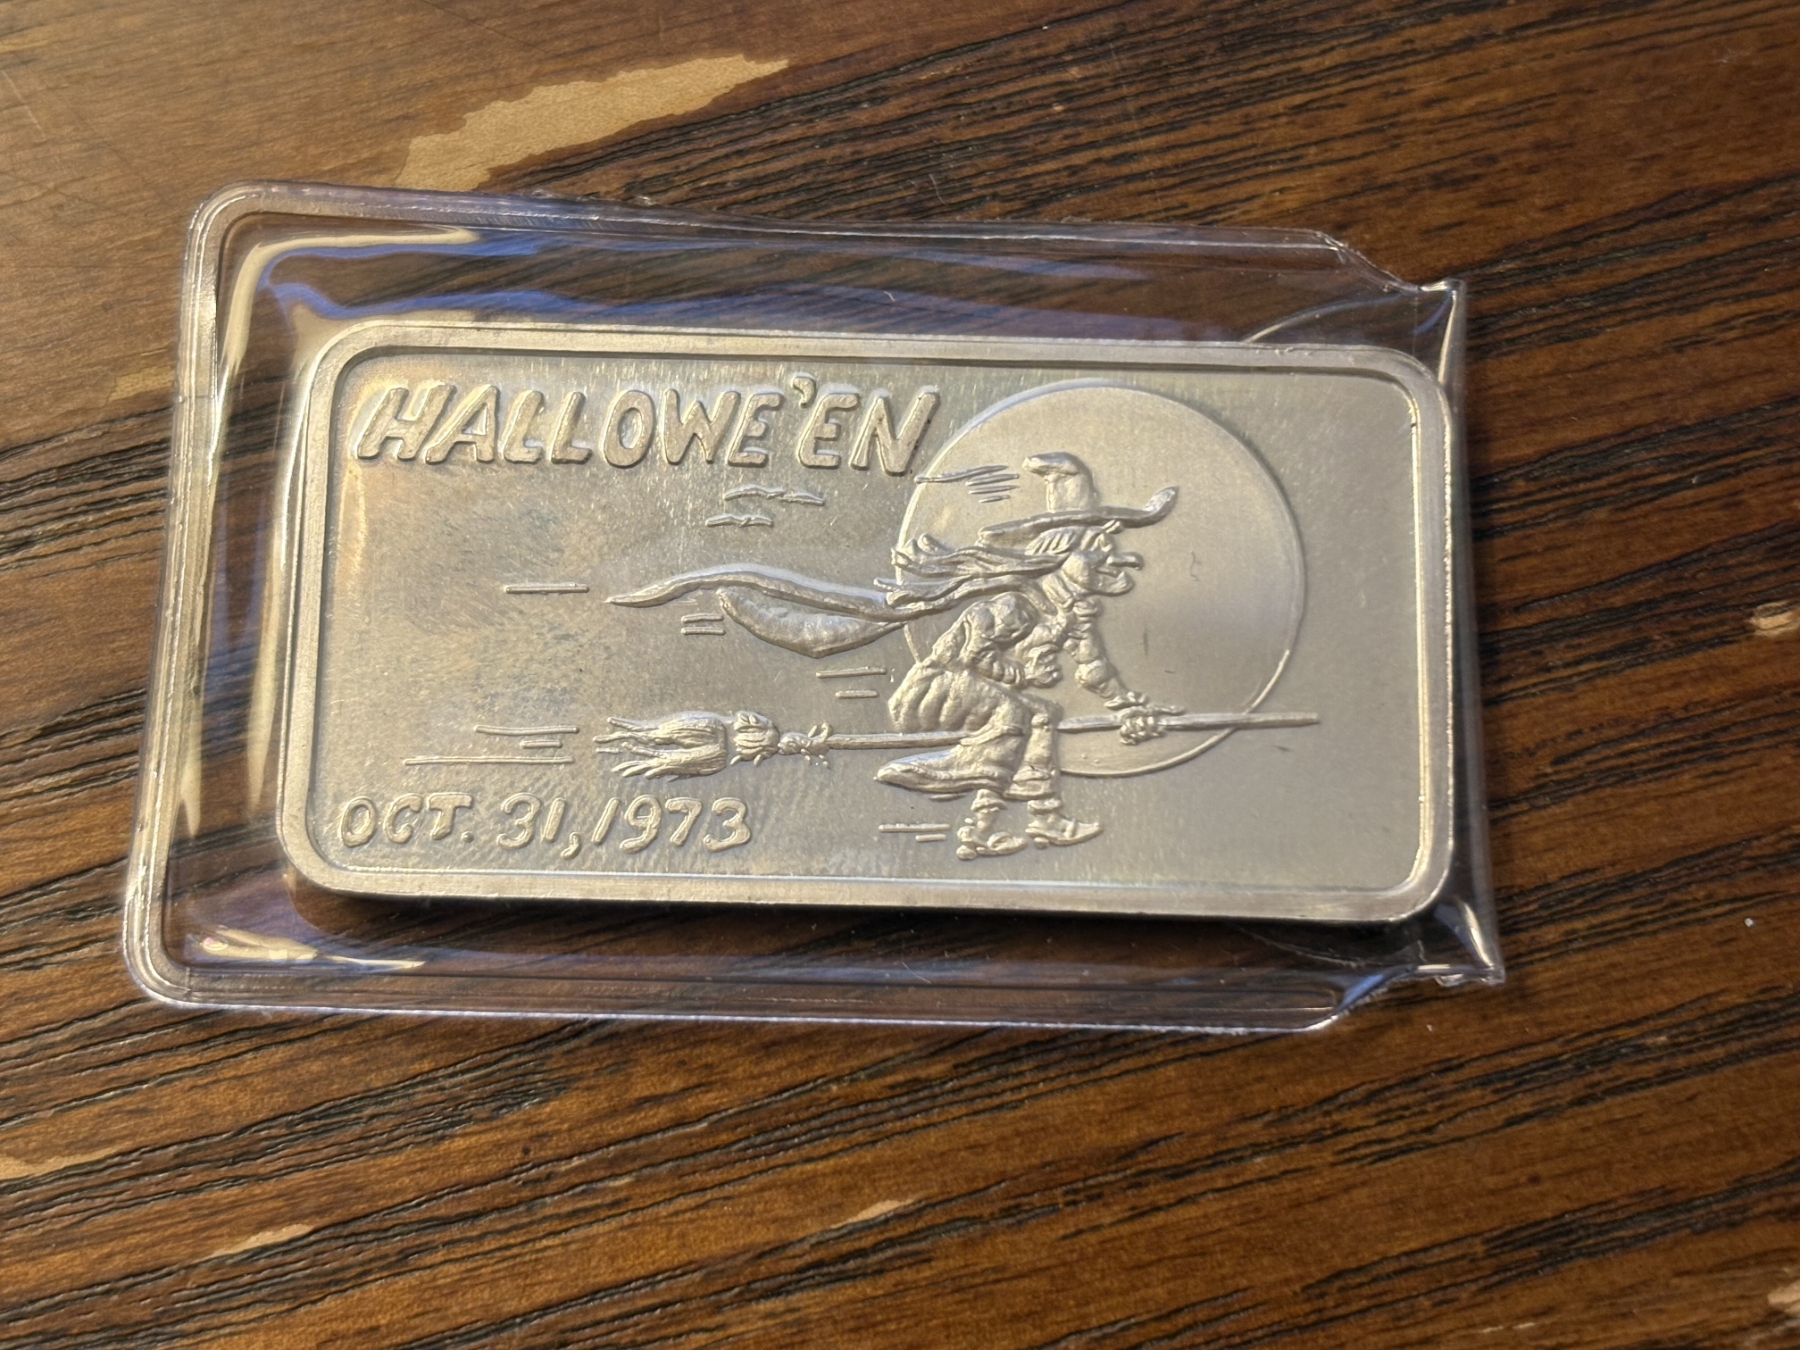 HALLOWE'EN
OCT. 31, 1973